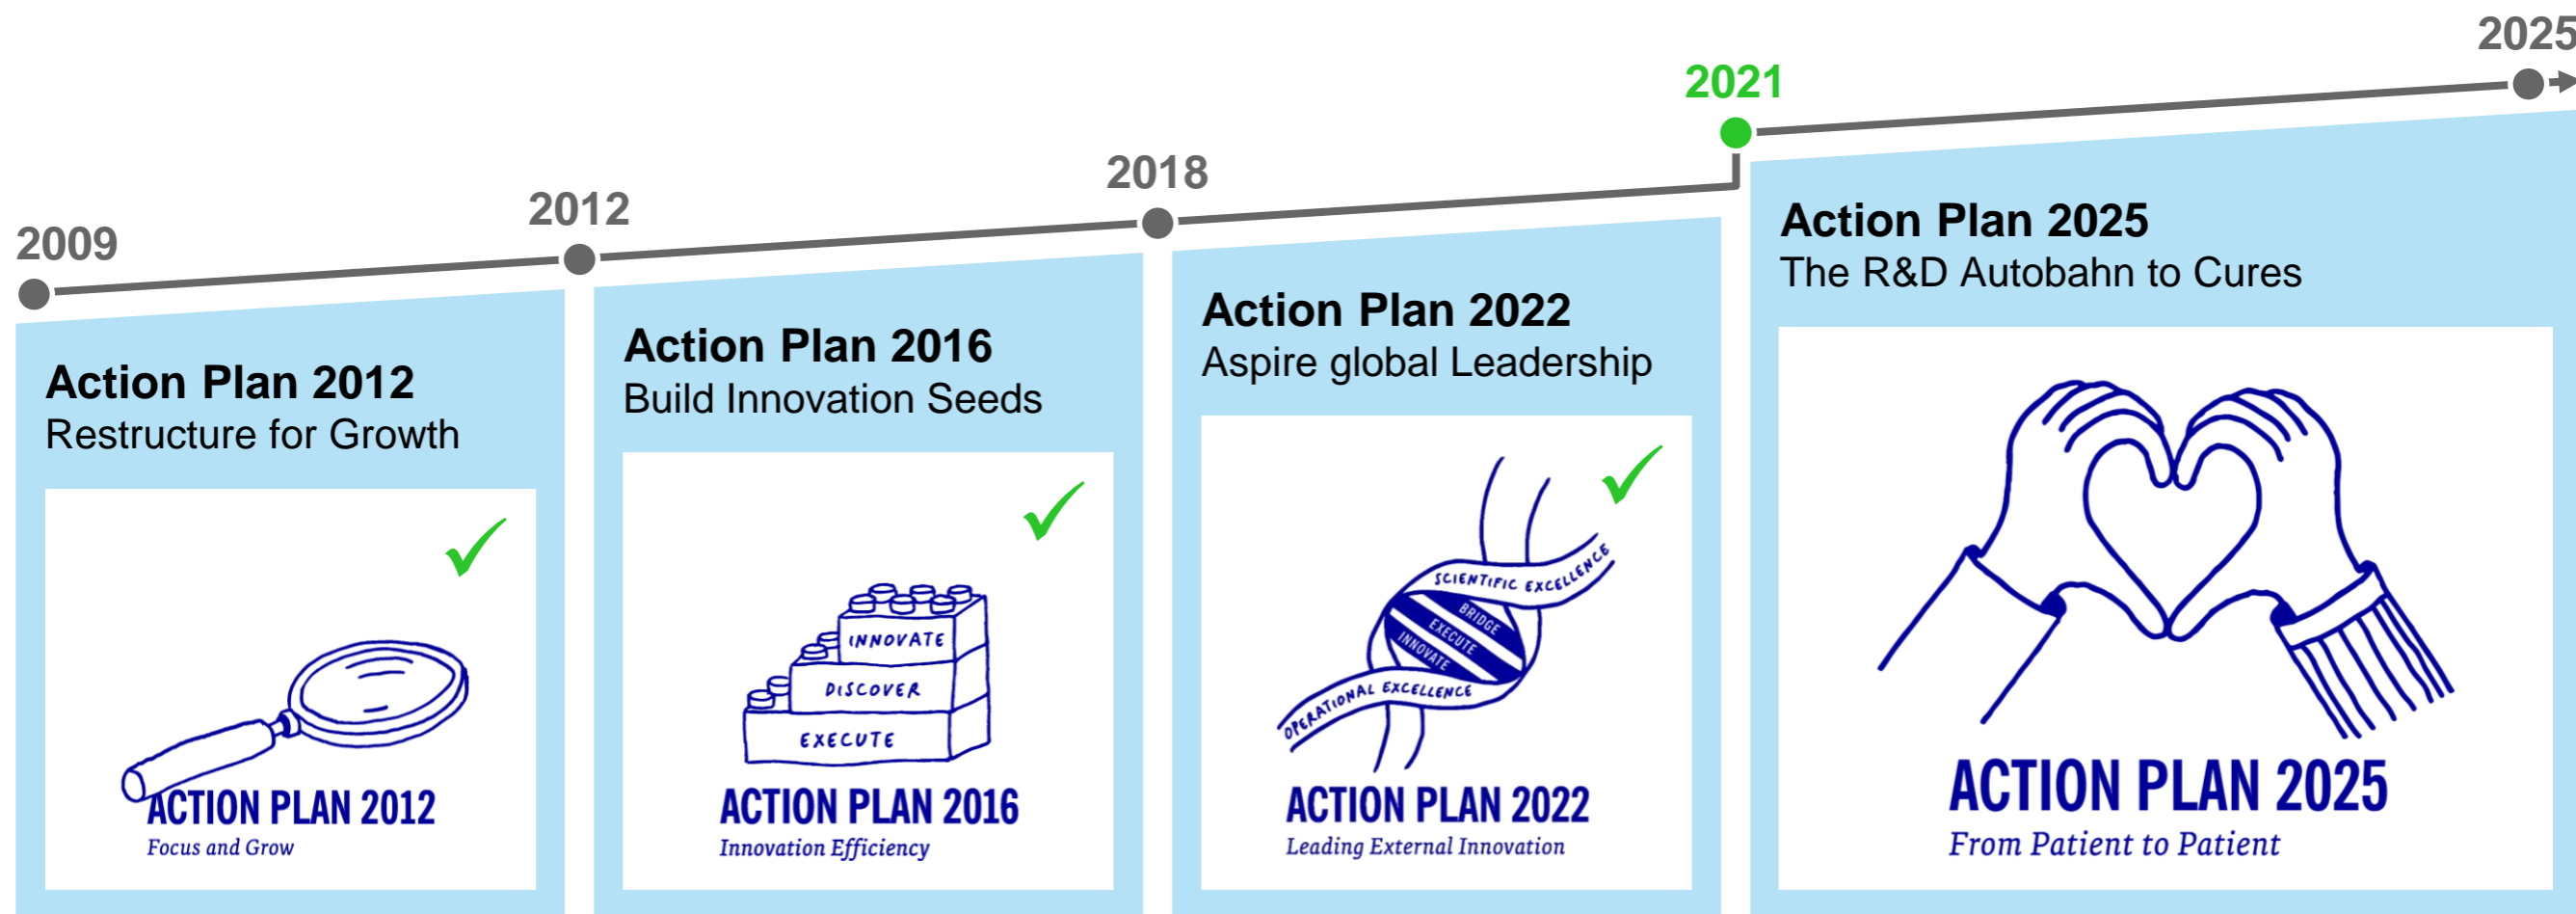 2009
2012
2018
2021
2025
Action Plan 2012
Restructure for Growth
ACTION PLAN 2012
Focus and Grow
Action Plan 2016
Build Innovation Seeds
INNOVATE
DISCOVER
EXECUTE
ACTION PLAN 2016
Innovation Efficiency
Action Plan 2022
Aspire global Leadership
SCIENTIFIC EXCELLENCE
BRIDGE
EXECUTE
INNOVATE
OPERATIONAL EXCELLENCE
ACTION PLAN 2022
Leading External Innovation
Action Plan 2025
The R&D Autobahn to Cures
ACTION PLAN 2025
From Patient to Patient